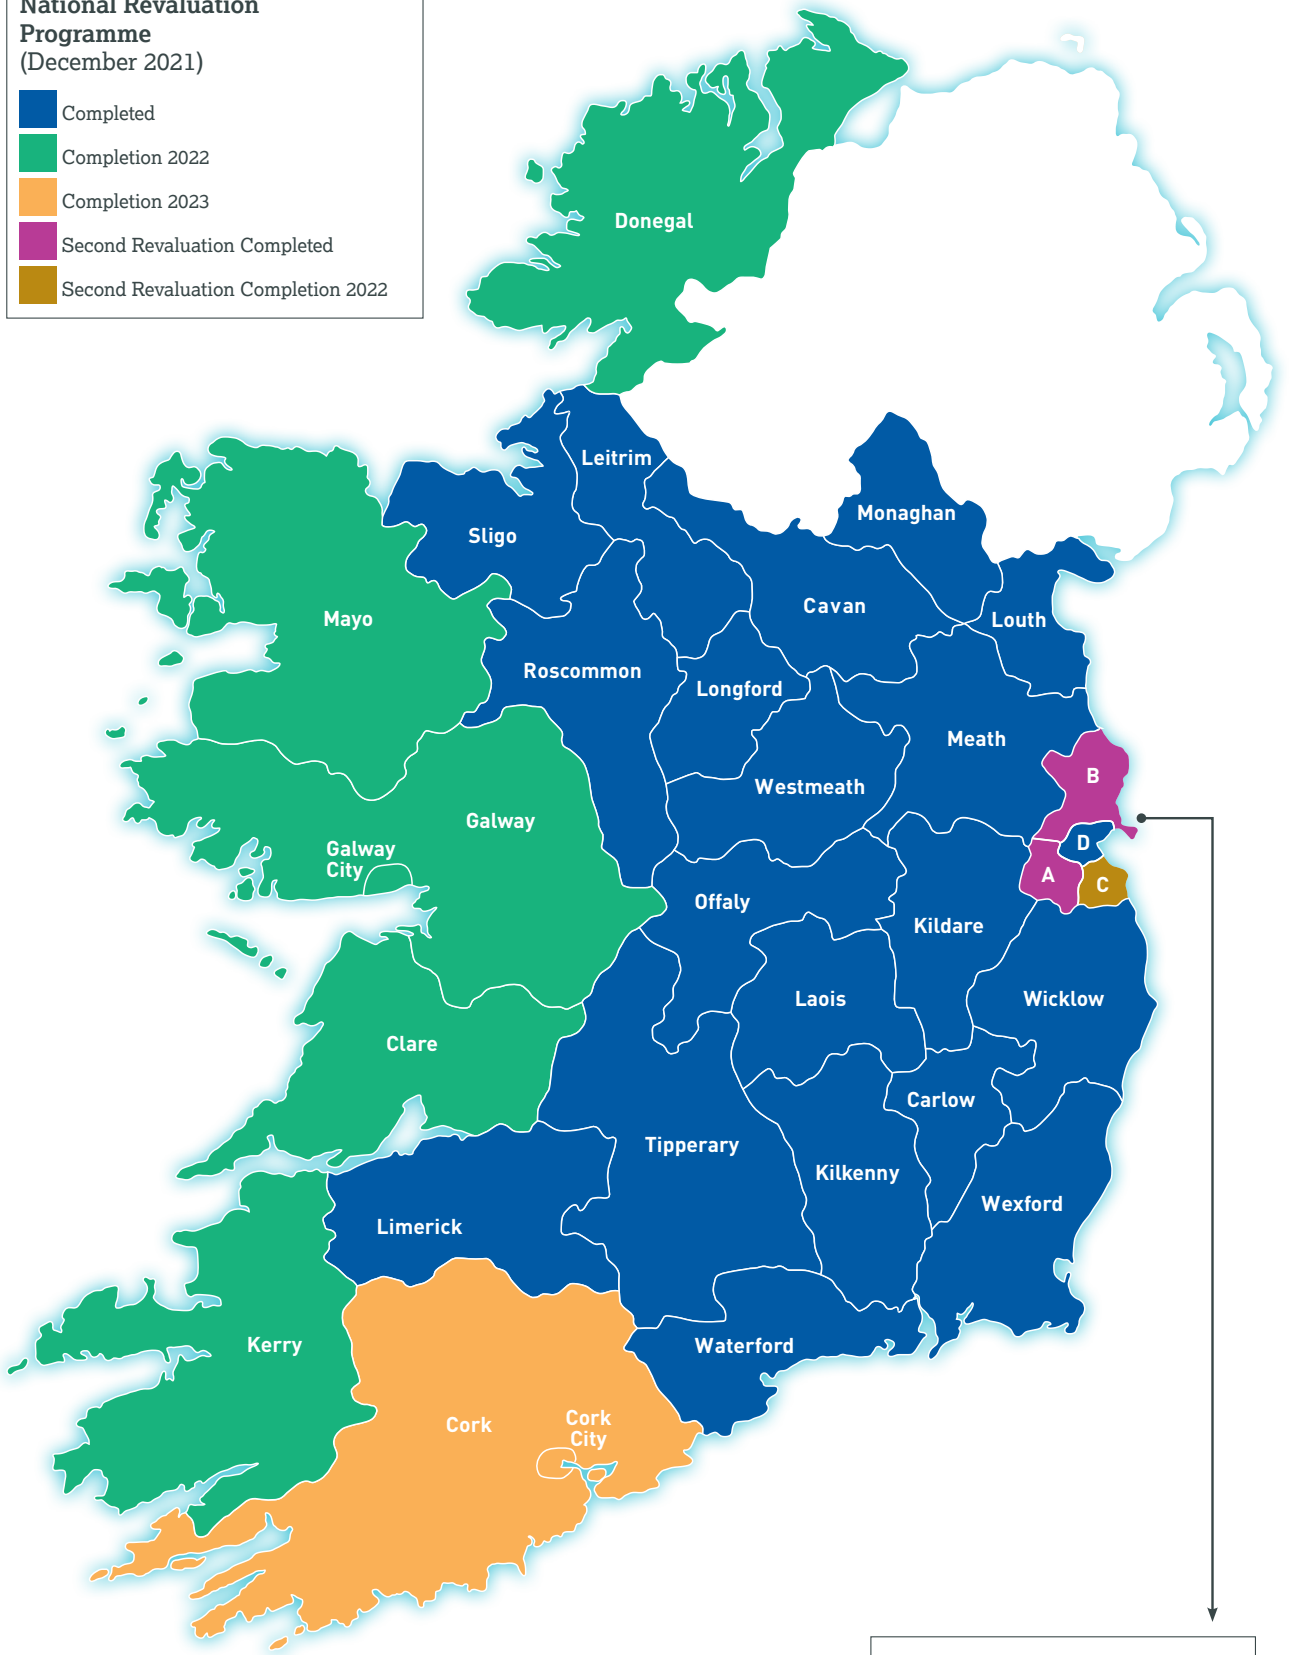 National Revaluation
Programme
(December 2021)
Completed
Completion 2022
Completion 2023
Second Revaluation Completed
Second Revaluation Completion 2022
Donegal
Leitrim
Monaghan
Sligo
Cavan
Mayo
Louth
Roscommon
Longford
Meath
B
Westmeath
Galway
D
Galway
City
A
C
Offaly
Kildare
Laois
Wicklow
Clare
Carlow
Tipperary
Kilkenny
Wexford
Limerick
Kerry
Waterford
Cork
Cork
City